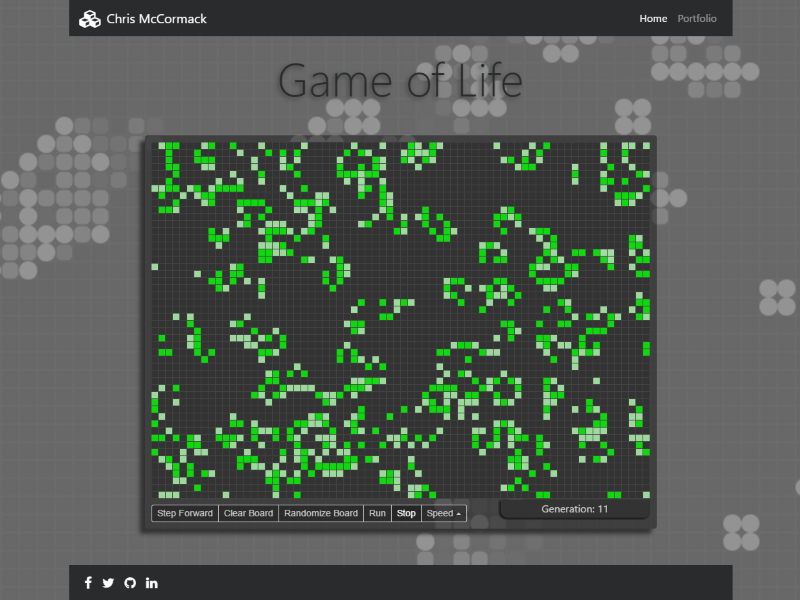 Chris McCormack
Home Portfolio
Game of Life
Step Forward Clear Board Randomize Board Run Stop Speed
Generation: 11